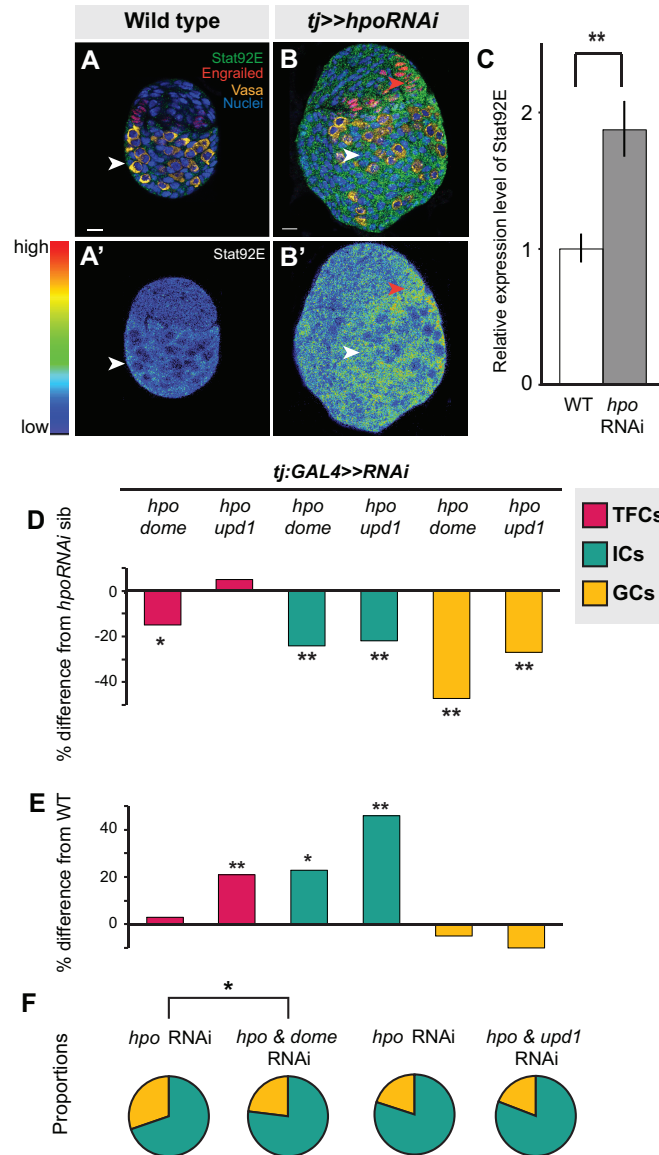 Wild type
tj>>hpoRNAi
A
Stat92E
Engrailed
Vasa
Nuclei
B
C
**
Relative expression level of Stat92E
2
1
0
WT
hpo
RNAi
high
low
A'
Stat92E
B'
tj:GAL4>>RNAi
hpo
dome
hpo
upd1
hpo
dome
hpo
upd1
hpo
dome
hpo
upd1
TFCs
ICs
GCs
D
% difference from hpoRNAi sib
0
-20
-40
*
**
**
**
**
E
% difference from WT
40
20
0
**
*
**
F
*
Proportions
hpo RNAi
hpo & dome
RNAi
hpo RNAi
hpo & upd1
RNAi